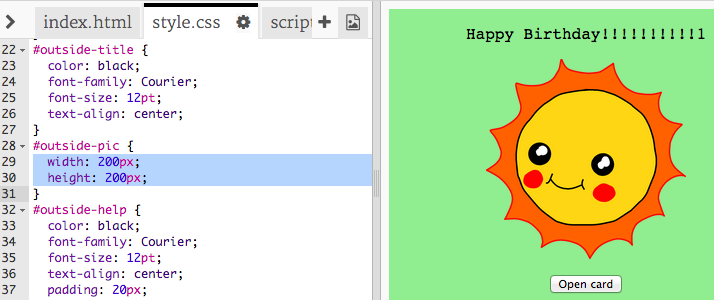 index.html style.css script
22 #outside-title {
23 color: black;
24 font-family: Courier;
25 font-size: 12pt;
26 text-align: center;
27 }
28 #outside-pic {
29 width: 200px;
30 height: 200px;
31 }
32 #outside-help {
33 color: black;
34 font-family: Courier;
35 font-size: 12pt;
36 text-align: center;
37 padding: 20px;
Happy Birthday!!!!!!!!!!!1
Open card